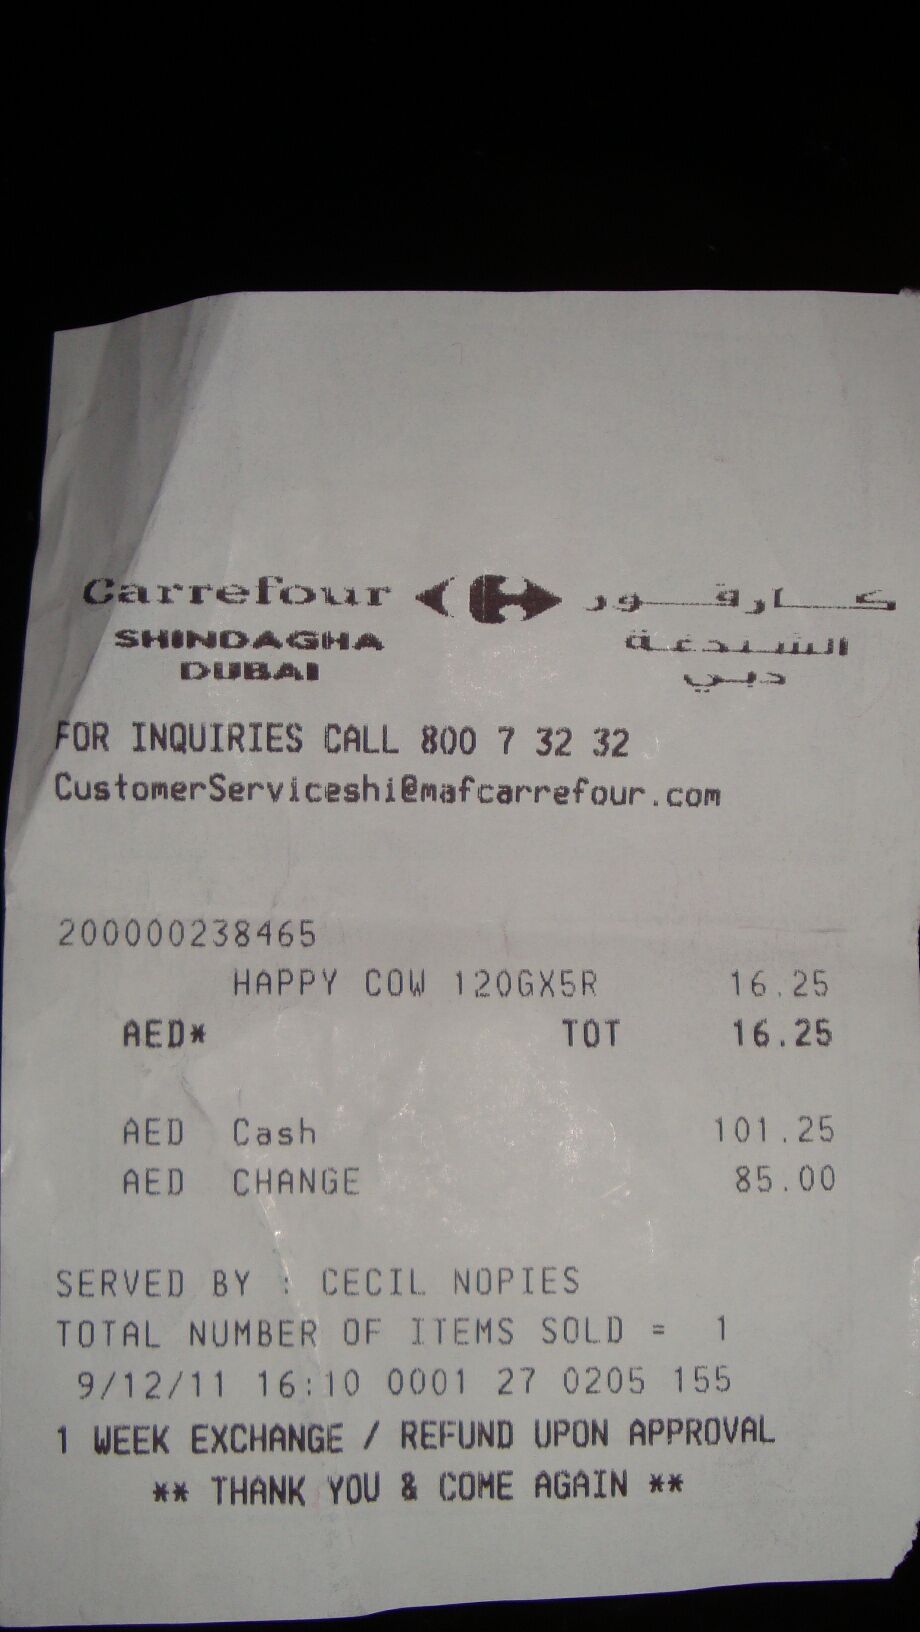 Carrefour كارفور
SHINDAGHA الشندغة
DUBAI دبي
FOR INQUIRIES CALL 800 7 32 32
CustomerServiceshi@mafcarrefour.com
200000238465
HAPPY COW 120GX5R 16.25
AED* TOT 16.25
AED Cash 101.25
AED CHANGE 85.00
SERVED BY : CECIL NOPIES
TOTAL NUMBER OF ITEMS SOLD = 1
9/12/11 16:10 0001 27 0205 155
1 WEEK EXCHANGE / REFUND UPON APPROVAL
** THANK YOU & COME AGAIN **